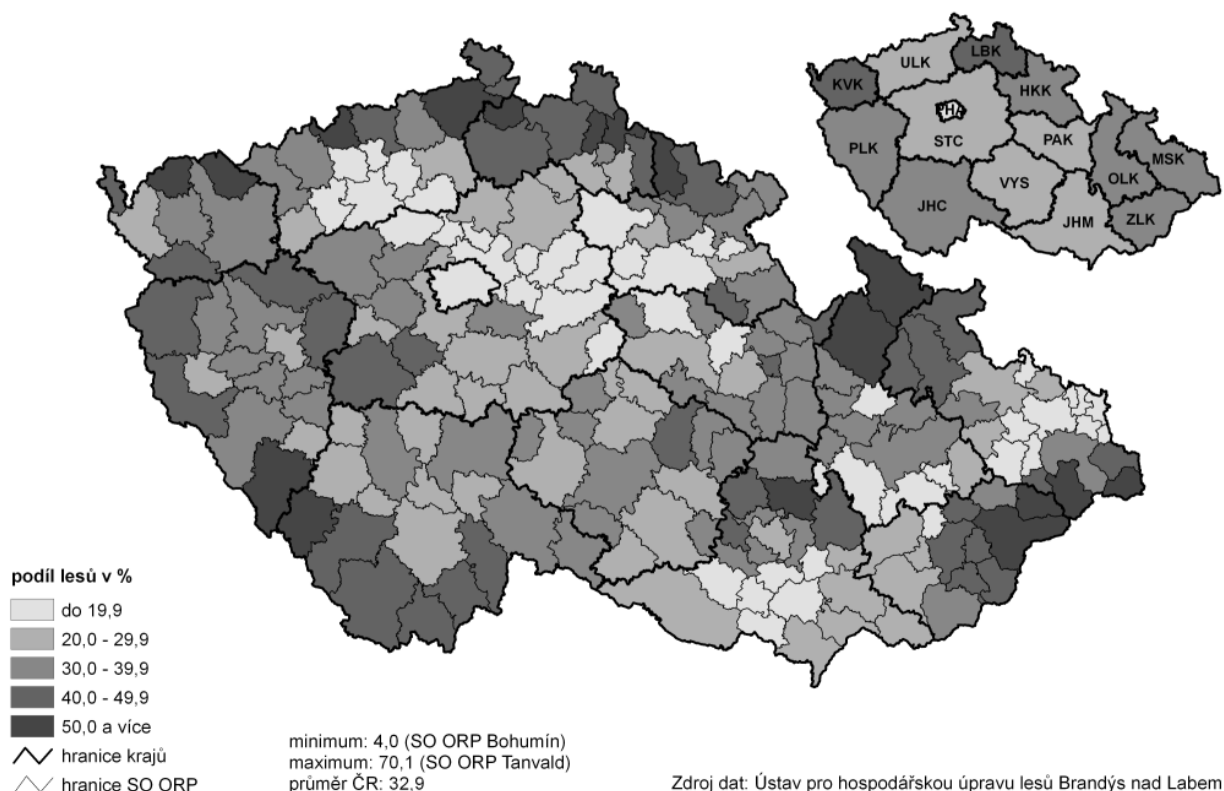 LBK
ULK
KVK
HKK
PHA
STC
PAK
PLK
MSK
OLK
VYS
JHC
JHM
ZLK
podíl lesů v %
do 19,9
20,0 - 29,9
30,0 - 39,9
40,0 - 49,9
50,0 a více
hranice krajů
hranice SO ORP
minimum: 4,0 (SO ORP Bohumín)
maximum: 70,1 (SO ORP Tanvald)
průměr ČR: 32,9
Zdroj dat: Ústav pro hospodářskou úpravu lesů Brandýs nad Labem